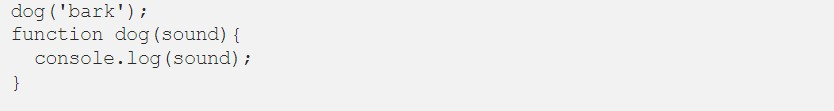 dog('bark');
function dog(sound){
  console.log(sound);
}